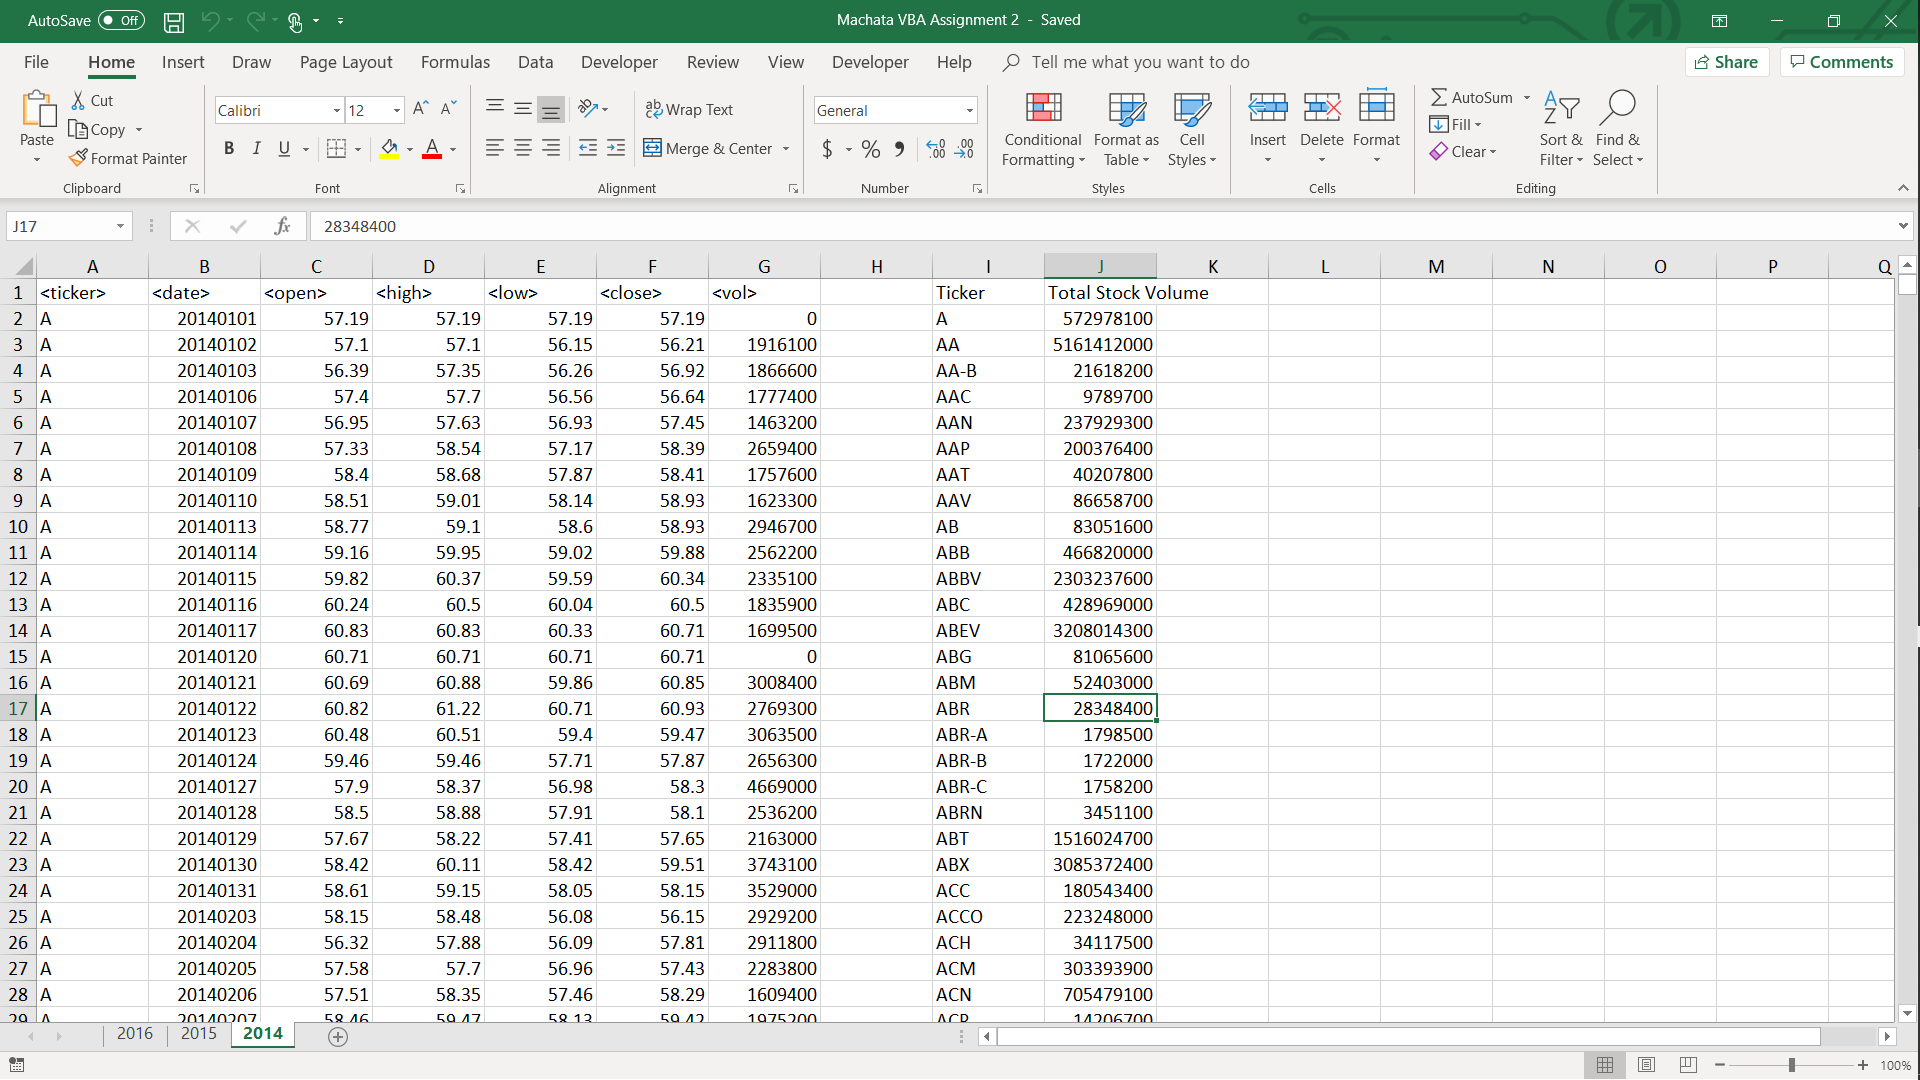 AutoSave Off Machata VBA Assignment 2 - Saved
File Home Insert Draw Page Layout Formulas Data Developer Review View Developer Help Tell me what you want to do Share Comments
Paste
Cut
Copy
Format Painter
Clipboard
Calibri 12
B I U
Font
Wrap Text
Merge & Center
Alignment
General
$ % 9
Number
Conditional Formatting
Format as Table
Cell Styles
Styles
Insert Delete Format
Cells
AutoSum
Fill
Clear
Sort & Filter
Find & Select
Editing
J17 fx 28348400
A B C D E F G H I J K L M N O P Q
1 <ticker> <date> <open> <high> <low> <close> <vol> Ticker Total Stock Volume
2 A 20140101 57.19 57.19 57.19 57.19 0 A 572978100
3 A 20140102 57.1 57.1 56.15 56.21 1916100 AA 5161412000
4 A 20140103 56.39 57.35 56.26 56.92 1866600 AA-B 21618200
5 A 20140106 57.4 57.7 56.56 56.64 1777400 AAC 9789700
6 A 20140107 56.95 57.63 56.93 57.45 1463200 AAN 237929300
7 A 20140108 57.33 58.54 57.17 58.39 2659400 AAP 200376400
8 A 20140109 58.4 58.68 57.87 58.41 1757600 AAT 40207800
9 A 20140110 58.51 59.01 58.14 58.93 1623300 AAV 86658700
10 A 20140113 58.77 59.1 58.6 58.93 2946700 AB 83051600
11 A 20140114 59.16 59.95 59.02 59.88 2562200 ABB 466820000
12 A 20140115 59.82 60.37 59.59 60.34 2335100 ABBV 2303237600
13 A 20140116 60.24 60.5 60.04 60.5 1835900 ABC 428969000
14 A 20140117 60.83 60.83 60.33 60.71 1699500 ABEV 3208014300
15 A 20140120 60.71 60.71 60.71 60.71 0 ABG 81065600
16 A 20140121 60.69 60.88 59.86 60.85 3008400 ABM 52403000
17 A 20140122 60.82 61.22 60.71 60.93 2769300 ABR 28348400
18 A 20140123 60.48 60.51 59.4 59.47 3063500 ABR-A 1798500
19 A 20140124 59.46 59.46 57.71 57.87 2656300 ABR-B 1722000
20 A 20140127 57.9 58.37 56.98 58.3 4669000 ABR-C 1758200
21 A 20140128 58.5 58.88 57.91 58.1 2536200 ABRN 3451100
22 A 20140129 57.67 58.22 57.41 57.65 2163000 ABT 1516024700
23 A 20140130 58.42 60.11 58.42 59.51 3743100 ABX 3085372400
24 A 20140131 58.61 59.15 58.05 58.15 3529000 ACC 180543400
25 A 20140203 58.15 58.48 56.08 56.15 2929200 ACCO 223248000
26 A 20140204 56.32 57.88 56.09 57.81 2911800 ACH 34117500
27 A 20140205 57.58 57.7 56.96 57.43 2283800 ACM 303393900
28 A 20140206 57.51 58.35 57.46 58.29 1609400 ACN 705479100
29 A 20140207 58.46 59.47 58.13 59.42 1975200 14206700
2016 2015 2014
100%